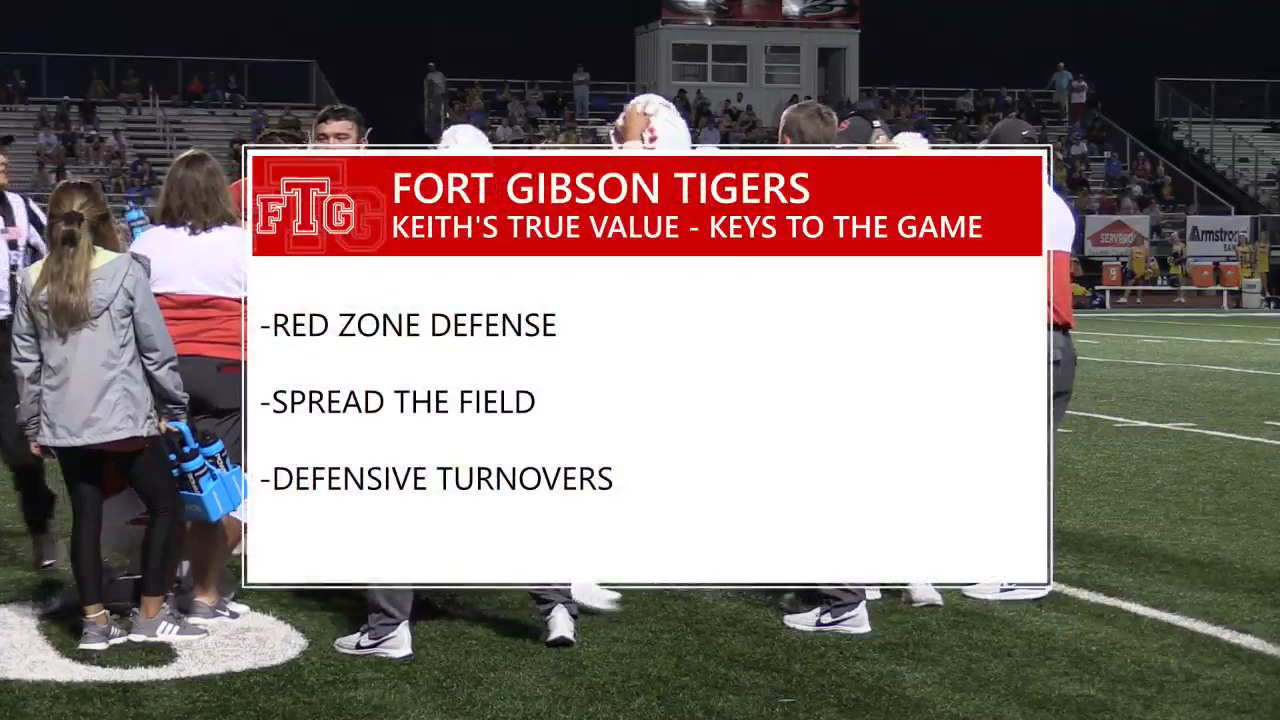 FTG
FORT GIBSON TIGERS
KEITH'S TRUE VALUE - KEYS TO THE GAME
-RED ZONE DEFENSE
-SPREAD THE FIELD
-DEFENSIVE TURNOVERS
SERVPRO
Armstrong
BANK